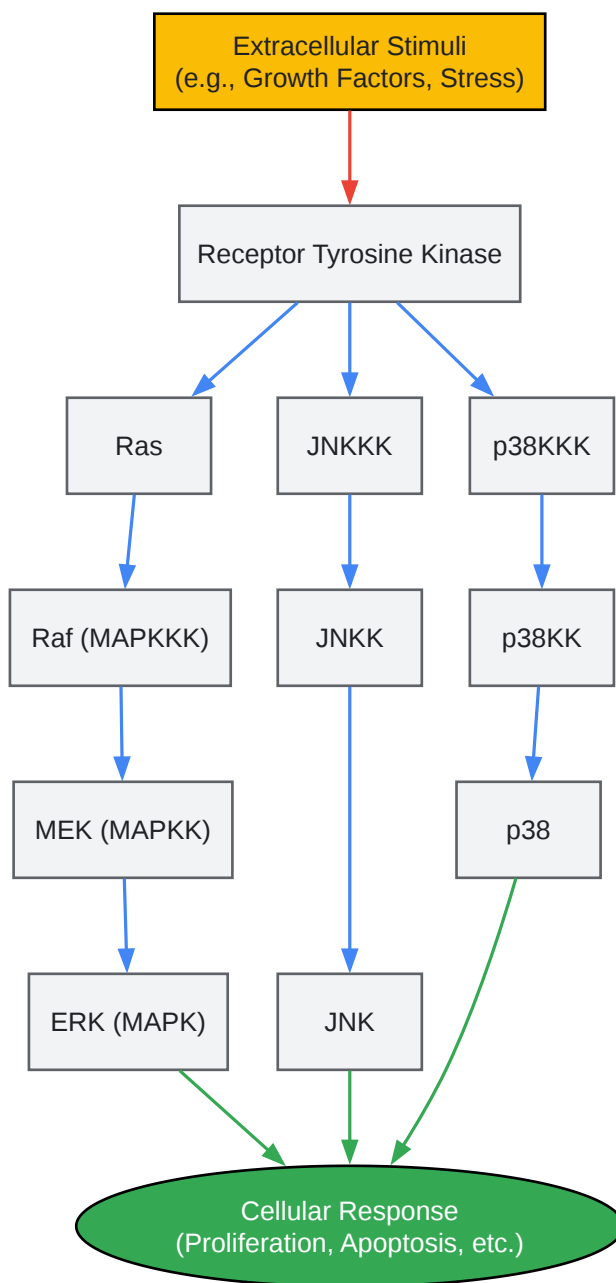 Extracellular Stimuli
(e.g., Growth Factors, Stress)
Receptor Tyrosine Kinase
Ras
JNKKK
p38KKK
Raf (MAPKKK)
JNKK
p38KK
MEK (MAPKK)
p38
ERK (MAPK)
JNK
Cellular Response
(Proliferation, Apoptosis, etc.)